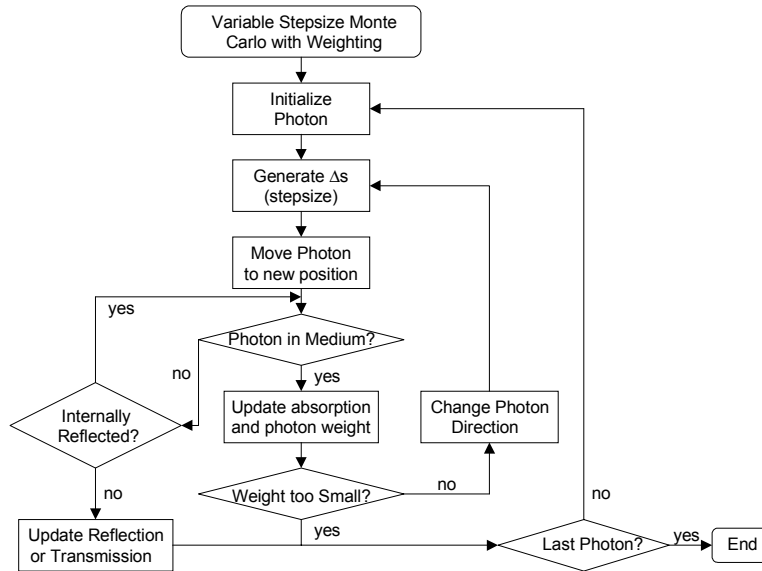 Variable Stepsize Monte
Carlo with Weighting
Initialize
Photon
Generate Δs
(stepsize)
Move Photon
to new position
yes
Photon in Medium?
no
yes
Internally
Reflected?
Update absorption
and photon weight
Change Photon
Direction
no
Weight too Small?
no
no
Update Reflection
or Transmission
yes
Last Photon?
yes
End